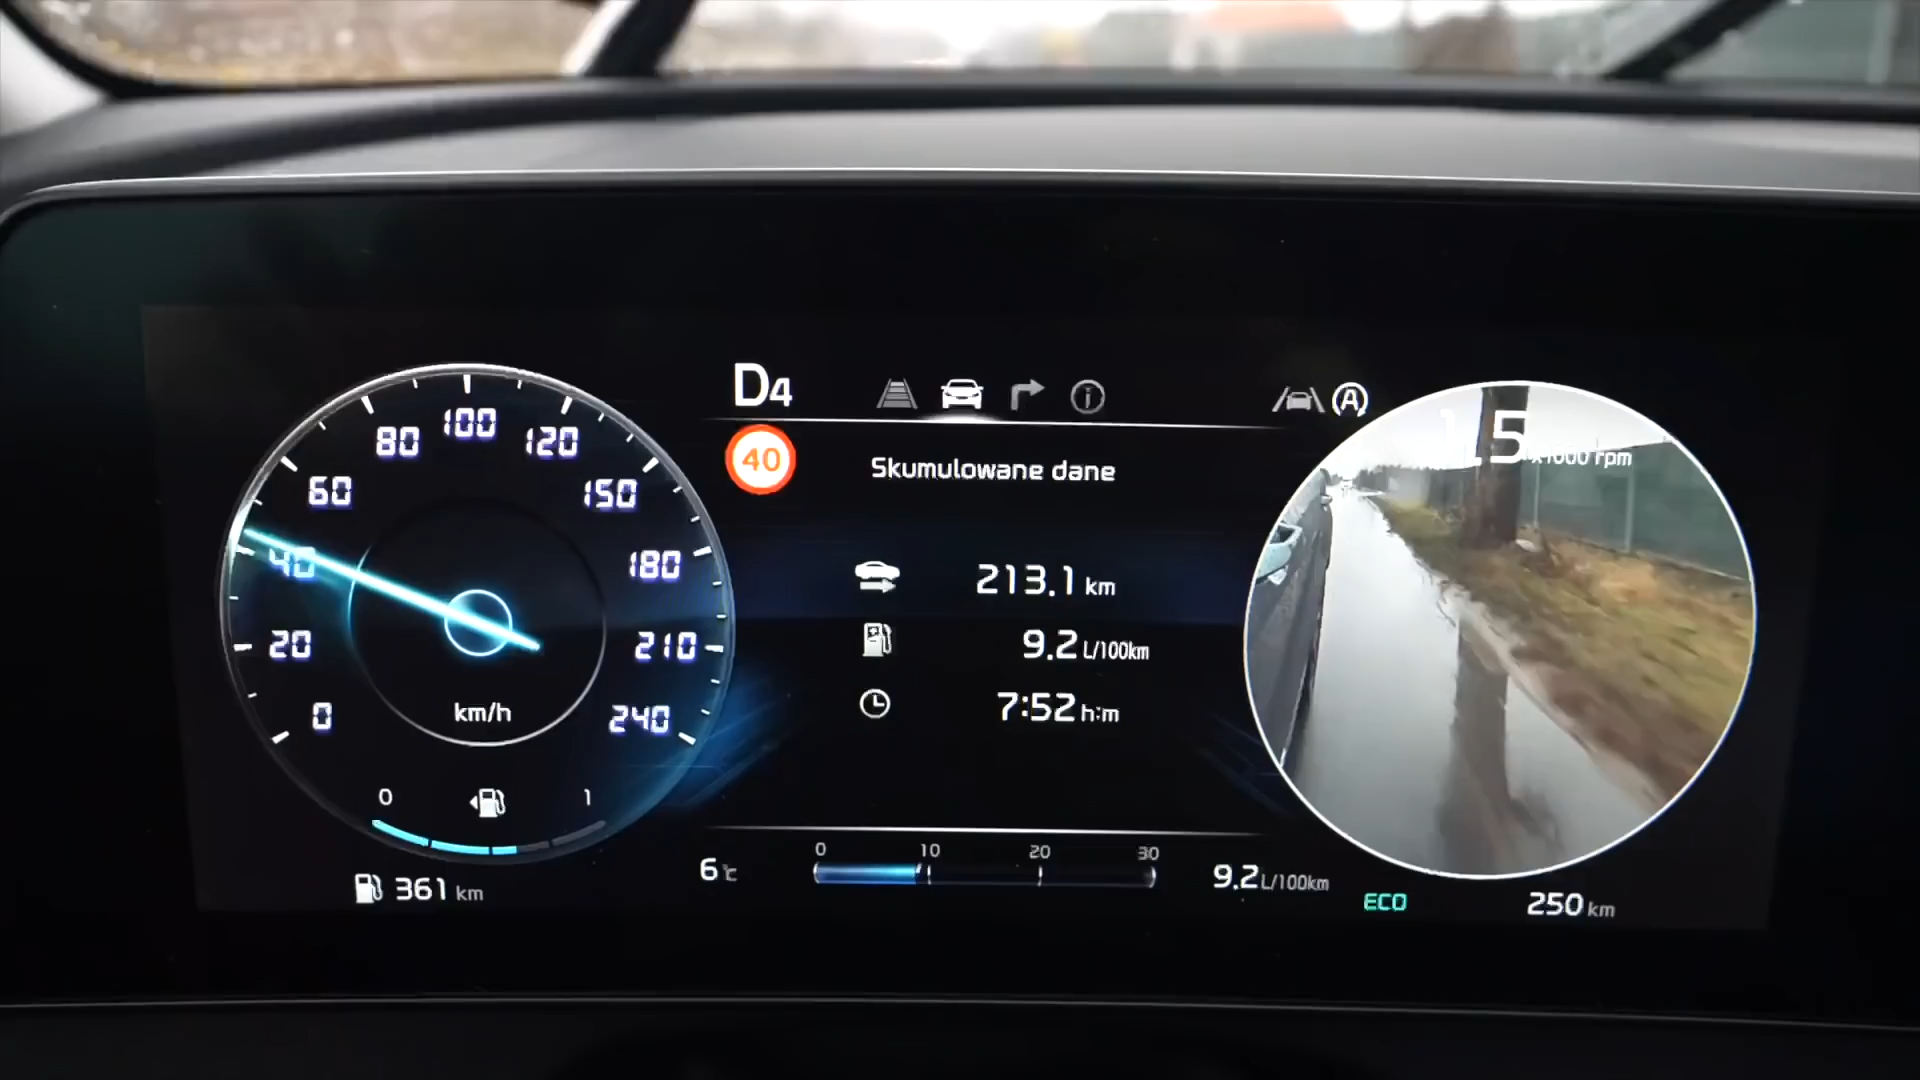 D4
40
Skumulowane dane
213.1 km
9.2 L/100km
7:52 h:m
0
20
40
60
80
100
120
150
180
210
240
km/h
0 1
361 km
6 °C
0 10 20 30
9.2 L/100km
A
1.5 x1000 rpm
ECO
250 km